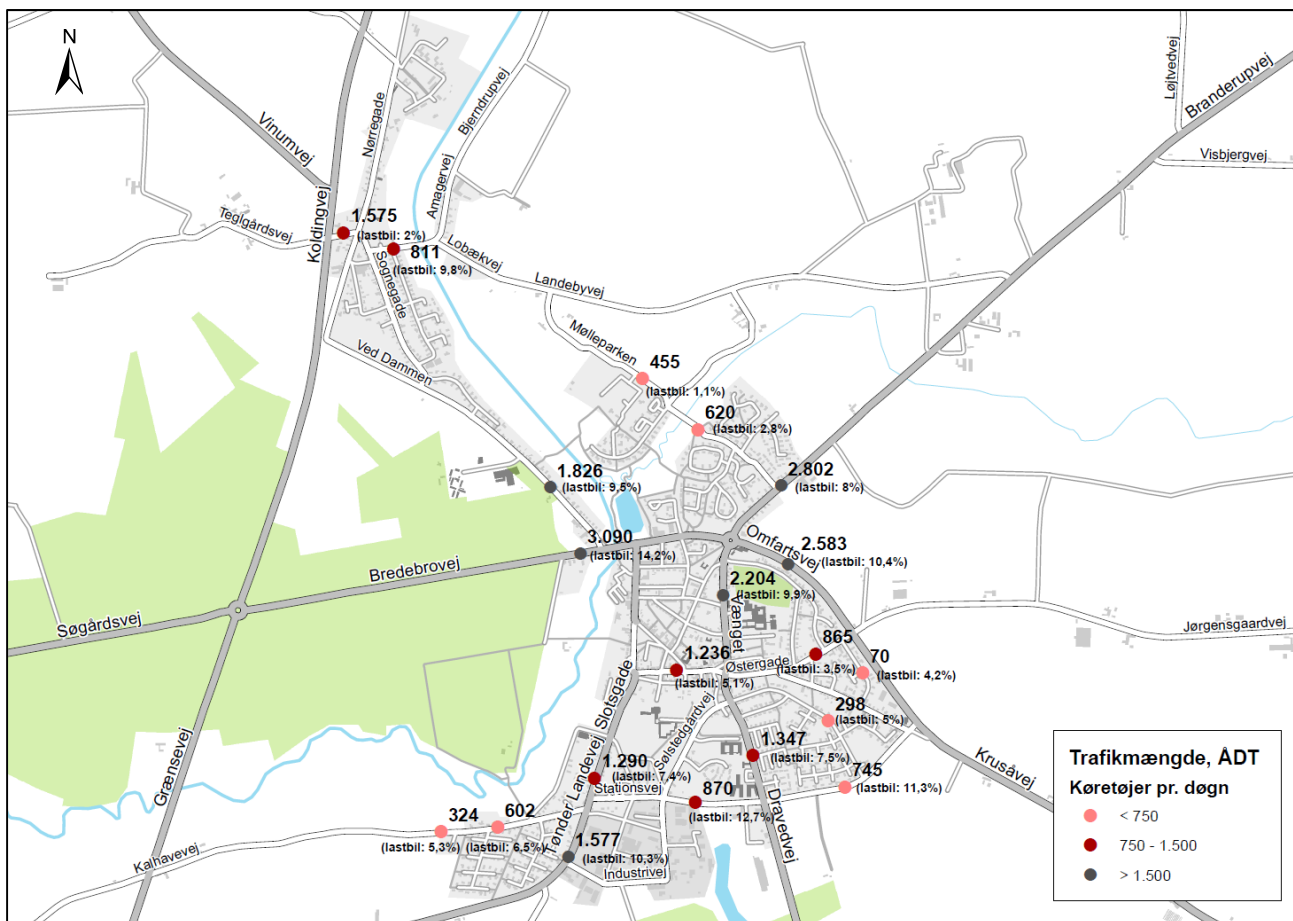 N
Løjtvedvej
Branderupvej
Visbjergvej
Bjerndrupvej
Nørregade
Vinumvej
Amagervej
Koldingvej
Teglgårdsvej
1.575
(lastbil: 2%)
811
(lastbil: 9,8%)
Lobækvej
Sognegade
Landebyvej
Mølleparken
Ved Dammen
455
(lastbil: 1,1%)
620
(lastbil: 2,8%)
1.826
(lastbil: 9,5%)
2.802
(lastbil: 8%)
3.090
(lastbil: 14,2%)
Omfartsvej
2.583
(lastbil: 10,4%)
Bredebrovej
2.204
(lastbil: 9,9%)
Vænget
Søgårdsvej
Jørgensgaardvej
865
(lastbil: 3,5%)
70
(lastbil: 4,2%)
1.236
(lastbil: 5,1%)
Østergade
Slotsgade
298
(lastbil: 5%)
Sølstedgårdvej
1.347
(lastbil: 7,5%)
Grænsevej
Krusåvej
1.290
(lastbil: 7,4%)
Stationsvej
745
(lastbil: 11,3%)
870
(lastbil: 12,7%)
Dravedvej
Tønder Landevej
324
(lastbil: 5,3%)
602
(lastbil: 6,5%)
Kalhavevej
1.577
(lastbil: 10,3%)
Industrivej
Trafikmængde, ÅDT
Køretøjer pr. døgn
< 750
750 - 1.500
> 1.500